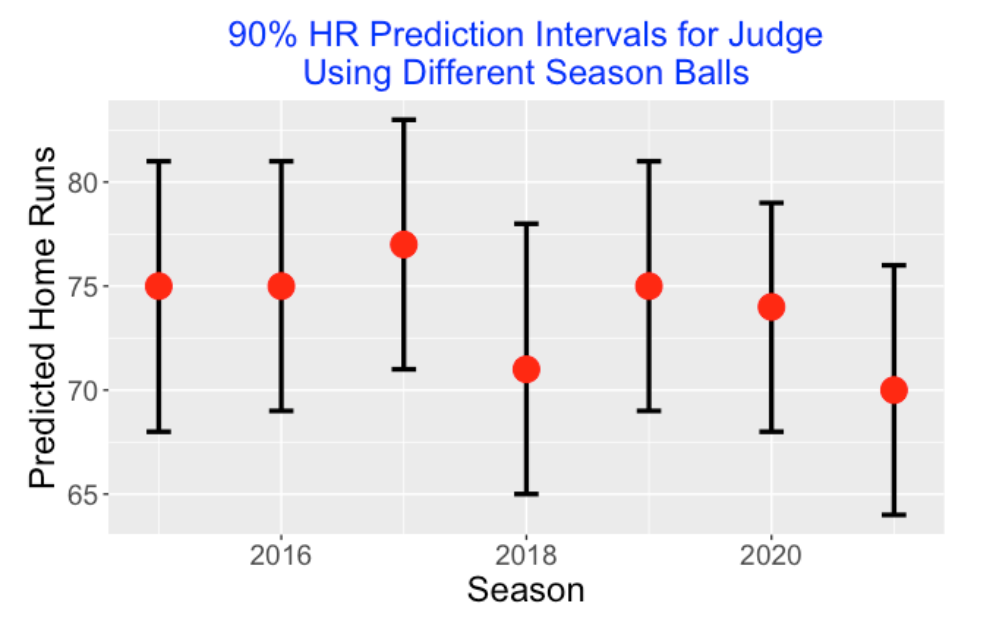 90% HR Prediction Intervals for Judge
Using Different Season Balls
Predicted Home Runs
80
75
70
65
2016 2018 2020
Season